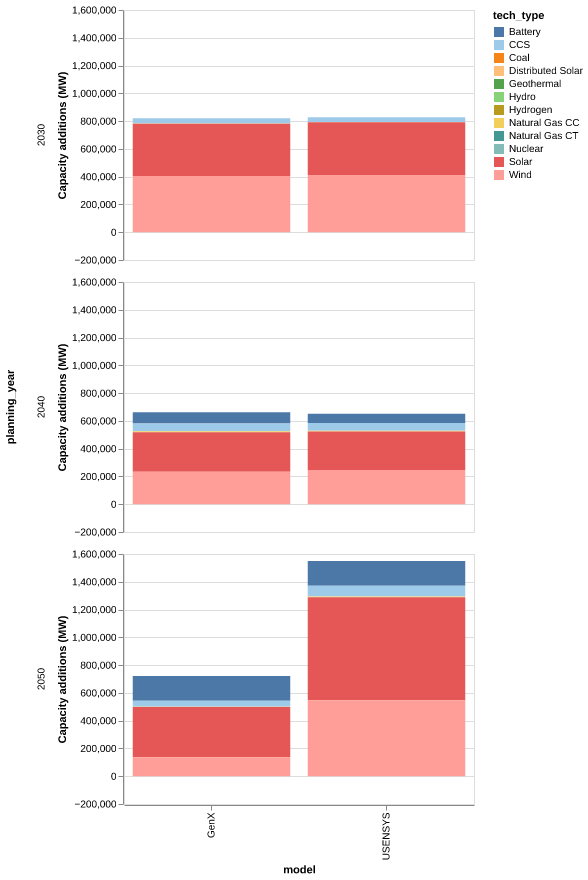 tech_type
Battery
CCS
Coal
Distributed Solar
Geothermal
Hydro
Hydrogen
Natural Gas CC
Natural Gas CT
Nuclear
Solar
Wind
planning_year
2030
Capacity additions (MW)
1,600,000
1,400,000
1,200,000
1,000,000
800,000
600,000
400,000
200,000
0
−200,000
2040
Capacity additions (MW)
1,600,000
1,400,000
1,200,000
1,000,000
800,000
600,000
400,000
200,000
0
−200,000
2050
Capacity additions (MW)
1,600,000
1,400,000
1,200,000
1,000,000
800,000
600,000
400,000
200,000
0
−200,000
GenX
USENSYS
model